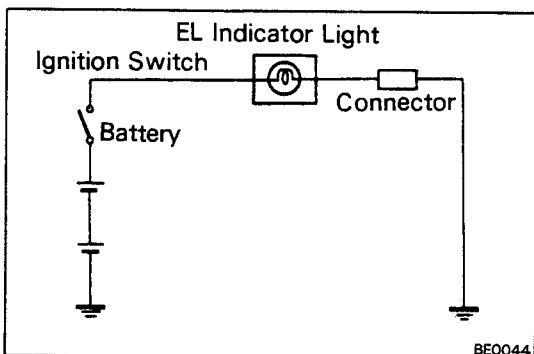 EL Indicator Light
Ignition Switch
Connector
Battery
BE0044